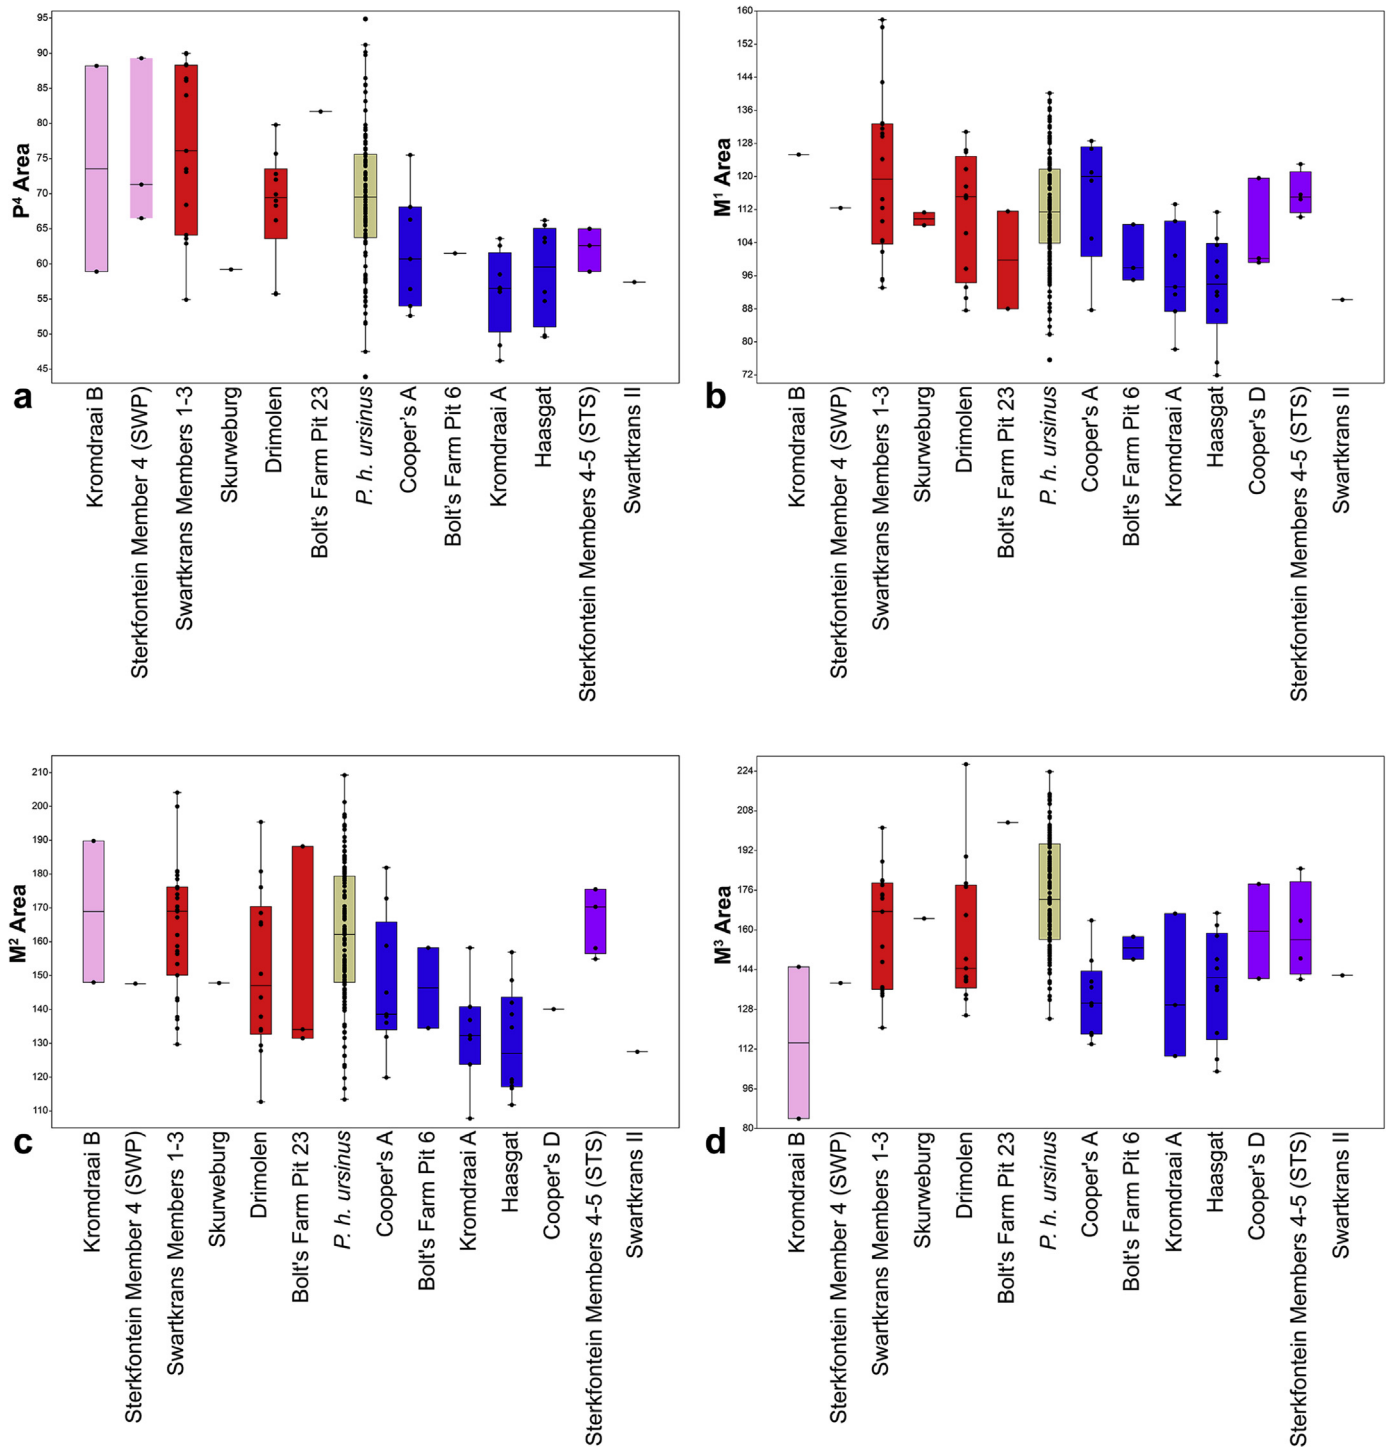 P⁴ Area
95
90
85
80
75
70
65
60
55
50
45
a
Kromdraai B
Sterkfontein Member 4 (SWP)
Swartkrans Members 1-3
Skurweburg
Drimolen
Bolt's Farm Pit 23
P. h. ursinus
Cooper's A
Bolt's Farm Pit 6
Kromdraai A
Haasgat
Sterkfontein Members 4-5 (STS)
Swartkrans II
M¹ Area
160
152
144
136
128
120
112
104
96
88
80
72
b
Kromdraai B
Sterkfontein Member 4 (SWP)
Swartkrans Members 1-3
Skurweburg
Drimolen
Bolt's Farm Pit 23
P. h. ursinus
Cooper's A
Bolt's Farm Pit 6
Kromdraai A
Haasgat
Cooper's D
Sterkfontein Members 4-5 (STS)
Swartkrans II
M² Area
210
200
190
180
170
160
150
140
130
120
110
c
Kromdraai B
Sterkfontein Member 4 (SWP)
Swartkrans Members 1-3
Skurweburg
Drimolen
Bolt's Farm Pit 23
P. h. ursinus
Cooper's A
Bolt's Farm Pit 6
Kromdraai A
Haasgat
Cooper's D
Sterkfontein Members 4-5 (STS)
Swartkrans II
M³ Area
224
208
192
176
160
144
128
112
96
80
d
Kromdraai B
Sterkfontein Member 4 (SWP)
Swartkrans Members 1-3
Skurweburg
Drimolen
Bolt's Farm Pit 23
P. h. ursinus
Cooper's A
Bolt's Farm Pit 6
Kromdraai A
Haasgat
Cooper's D
Sterkfontein Members 4-5 (STS)
Swartkrans II